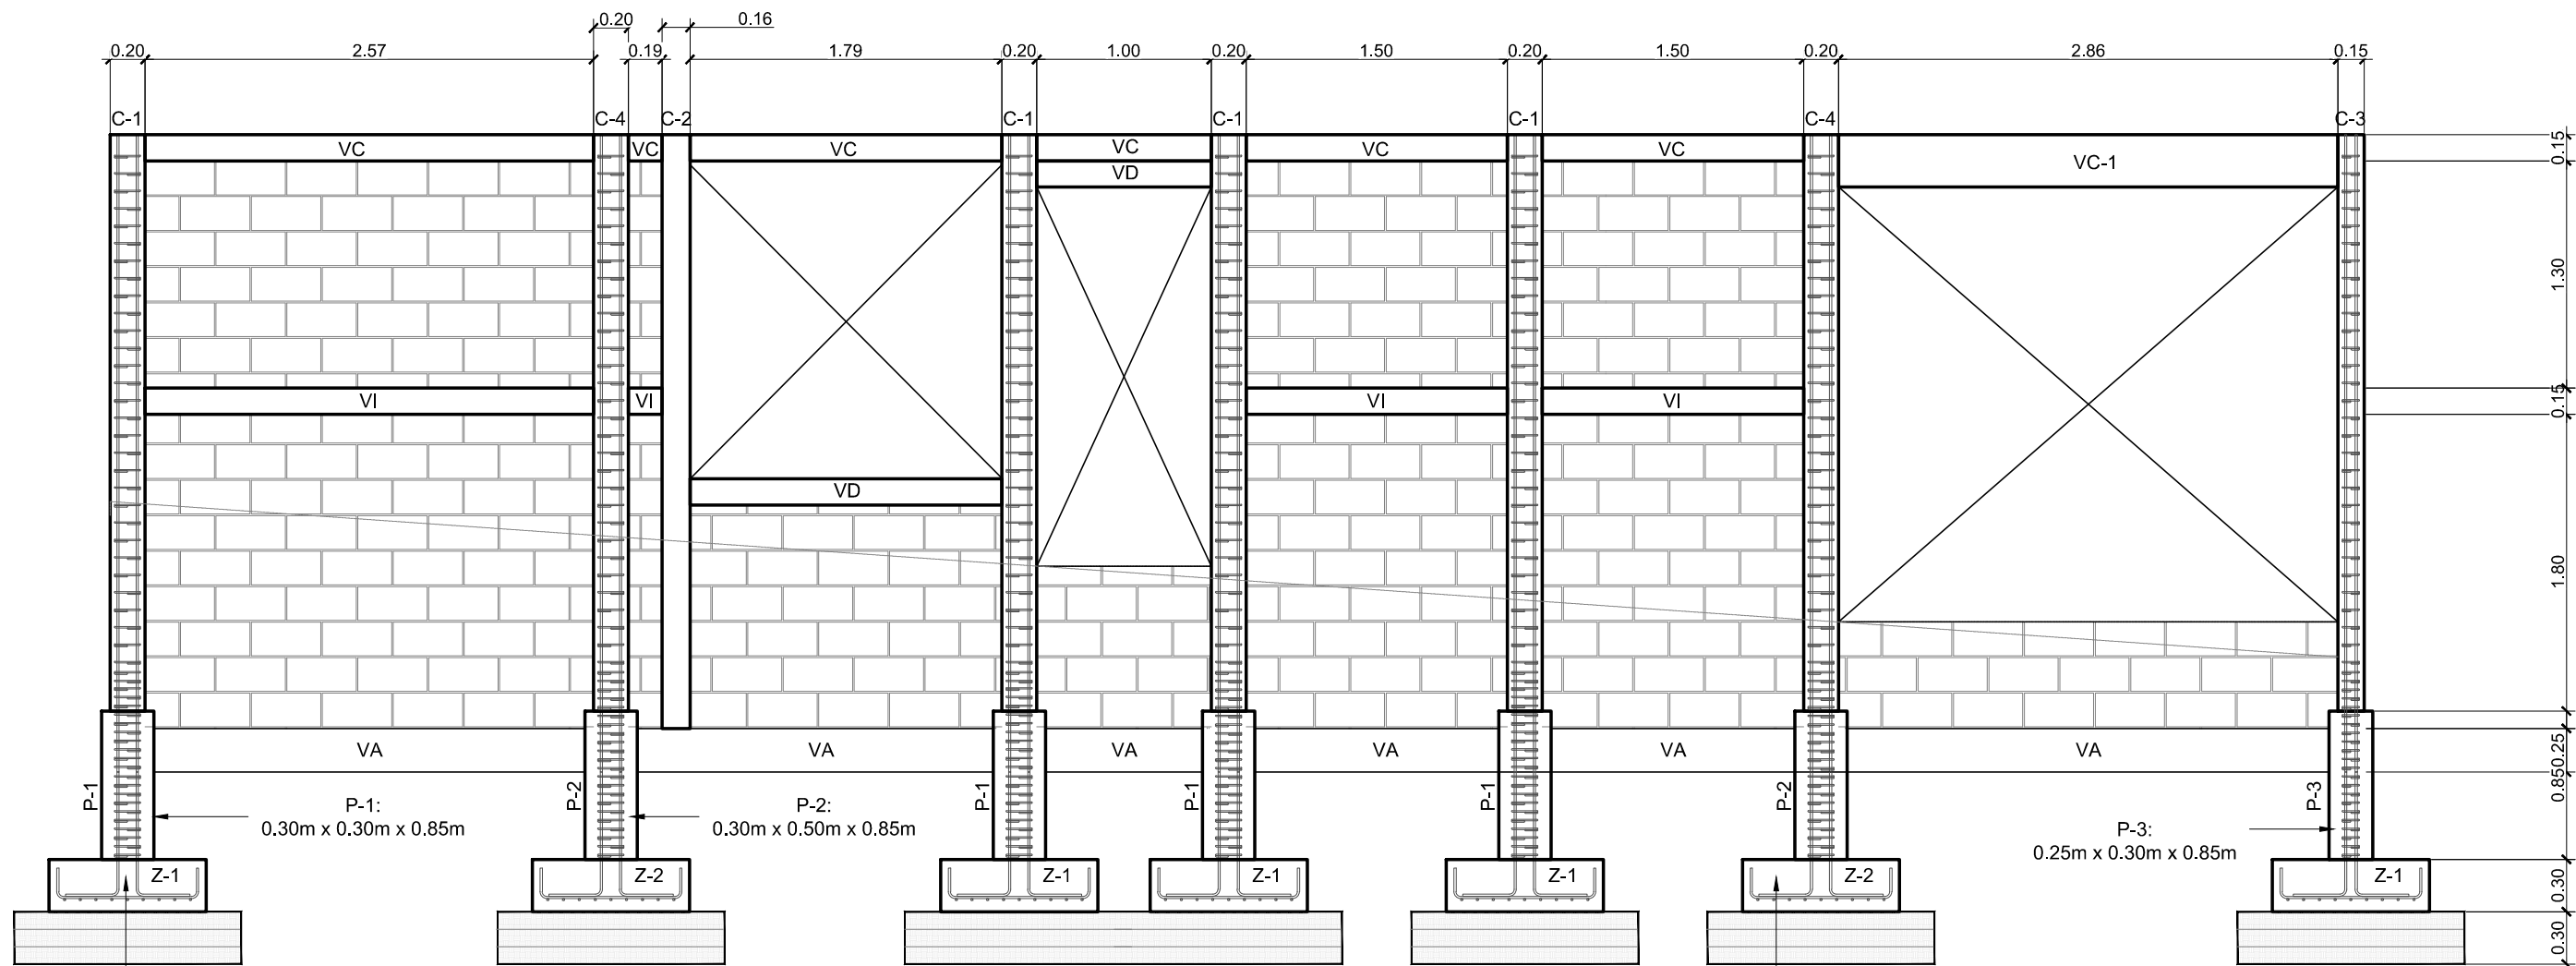 0.20
0.16
0.20
2.57
0.19
1.79
0.20
1.00
0.20
1.50
0.20
1.50
0.20
2.86
0.15
C-1
C-4
C-2
C-1
C-1
C-1
C-4
C-3
VC
VC
VC
VC
VC
VC
VC-1
0.15
VD
1.30
VI
VI
VI
VI
0.15
VD
1.80
VA
VA
VA
VA
VA
VA
0.25
0.85
P-1
P-2
P-1
P-1
P-1
P-2
P-3
P-1:
0.30m x 0.30m x 0.85m
P-2:
0.30m x 0.50m x 0.85m
P-3:
0.25m x 0.30m x 0.85m
Z-1
Z-2
Z-1
Z-1
Z-1
Z-2
Z-1
0.30
0.30